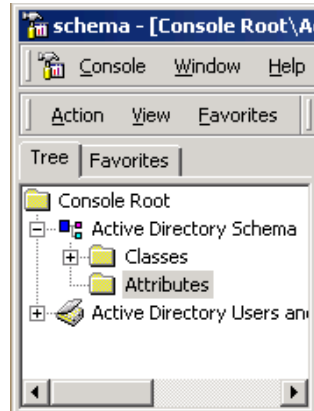 schema - [Console Root\A
Console Window Help
Action View Favorites
Tree Favorites
Console Root
Active Directory Schema
Classes
Attributes
Active Directory Users an